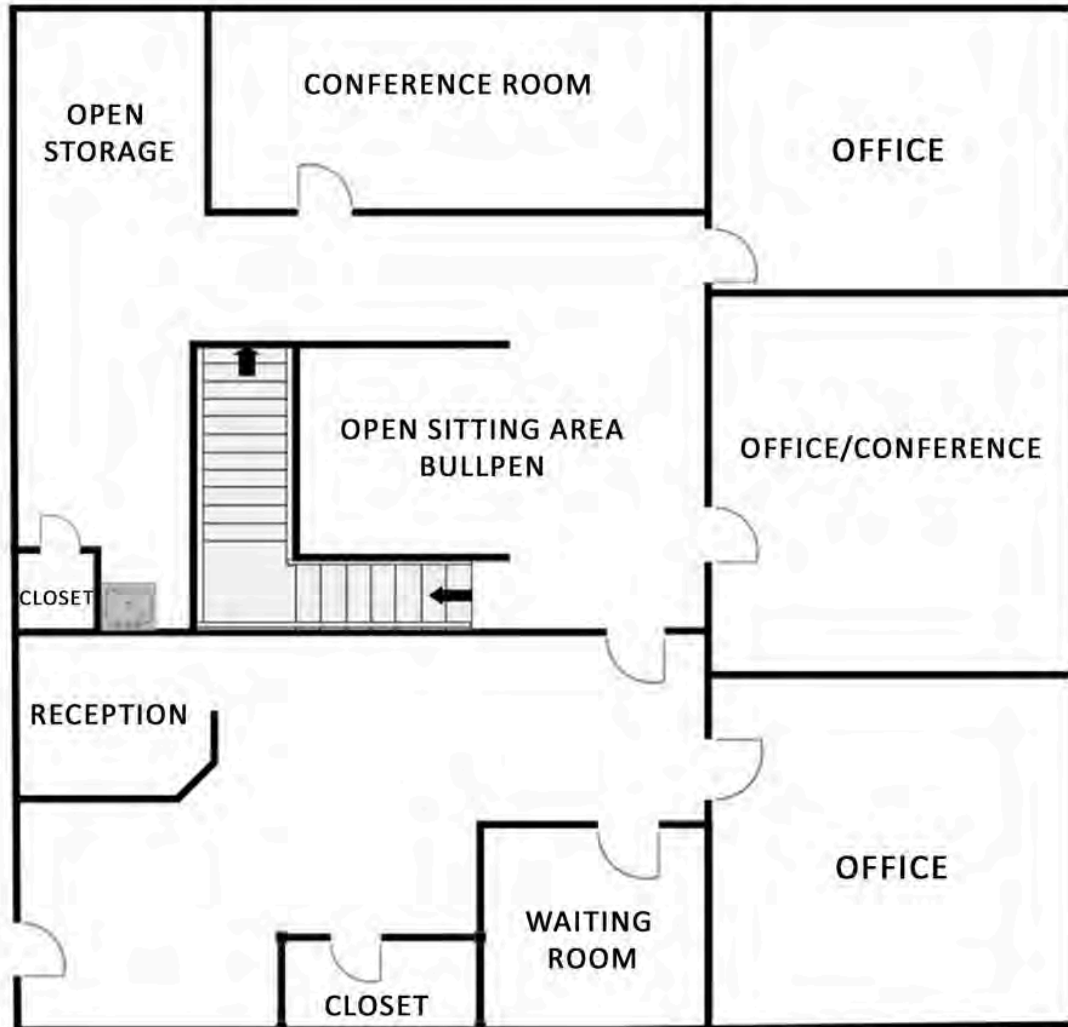 OPEN
STORAGE
CONFERENCE ROOM
OFFICE
OPEN SITTING AREA
BULLPEN
OFFICE/CONFERENCE
CLOSET
RECEPTION
OFFICE
WAITING
ROOM
CLOSET